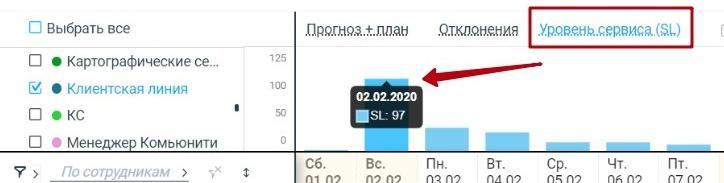 Выбрать все
Картографические се...
Клиентская линия
КС
Менеджер Комьюнити
По сотрудникам
Прогноз + план
Отклонения
Уровень сервиса (SL)
125
100
50
0
02.02.2020
SL: 97
Сб. Вс. Пн. Вт. Ср. Чт. Пт.
01.02 02.02 03.02 04.02 05.02 06.02 07.02